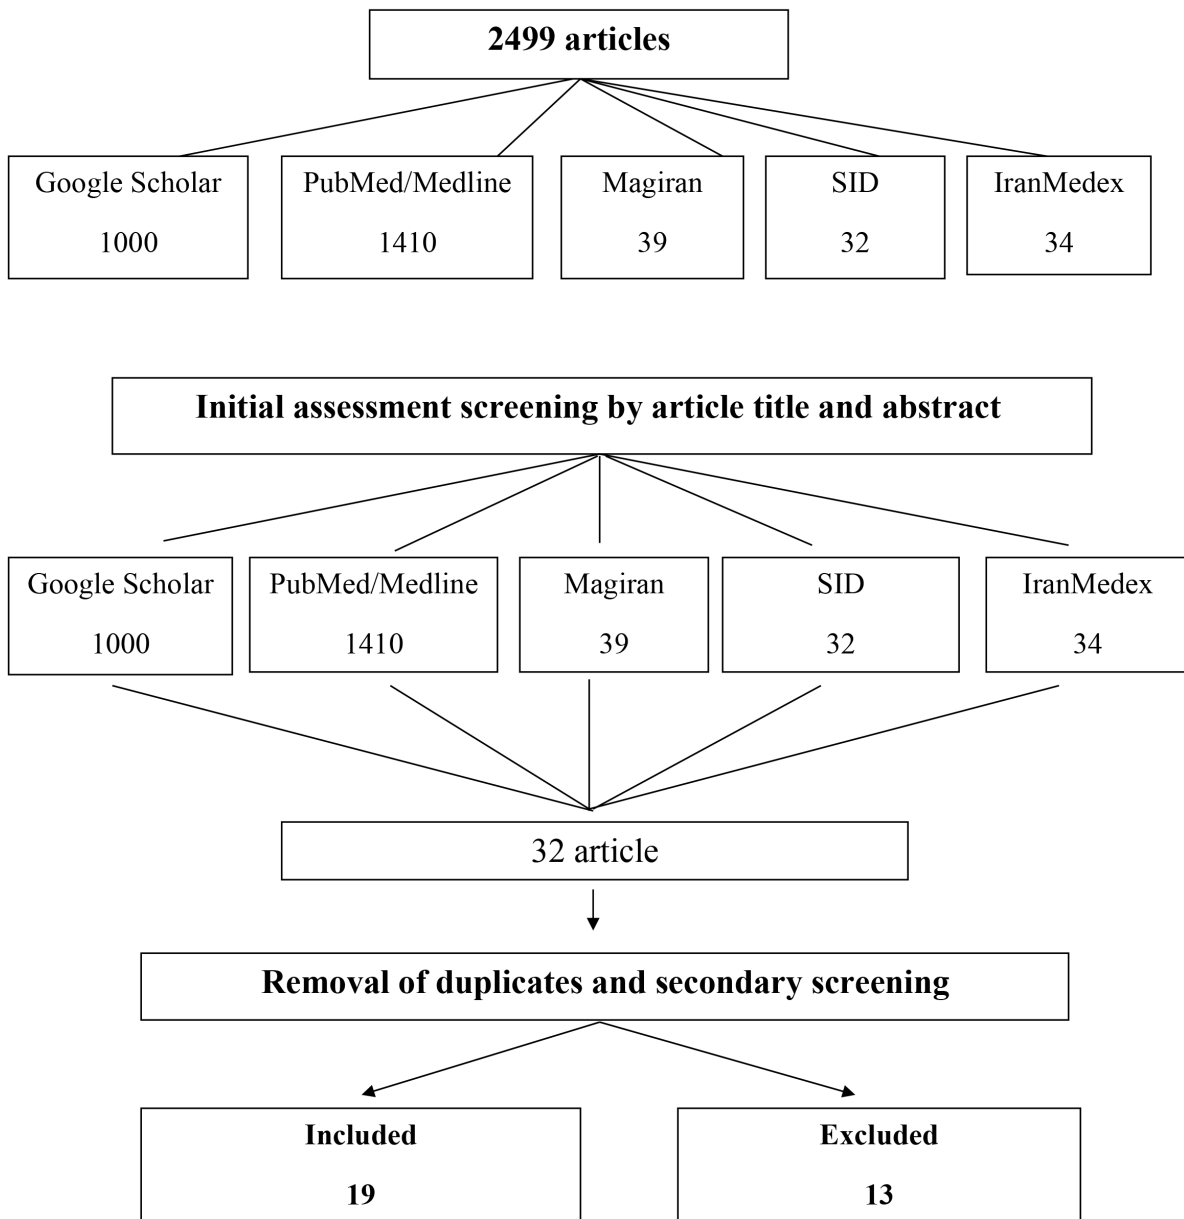 2499 articles
Google Scholar
1000
PubMed/Medline
1410
Magiran
39
SID
32
IranMedex
34
Initial assessment screening by article title and abstract
Google Scholar
1000
PubMed/Medline
1410
Magiran
39
SID
32
IranMedex
34
32 article
Removal of duplicates and secondary screening
Included
19
Excluded
13